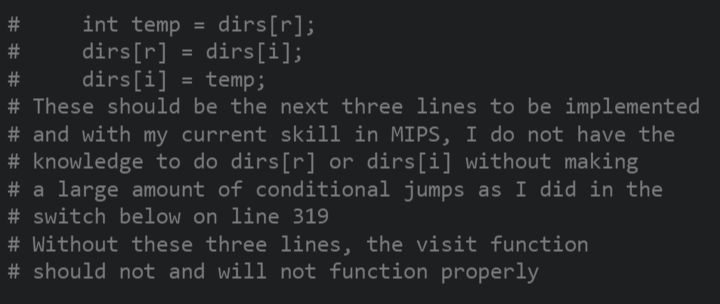 #     int temp = dirs[r];
#     dirs[r] = dirs[i];
#     dirs[i] = temp;
# These should be the next three lines to be implemented
# and with my current skill in MIPS, I do not have the
# knowledge to do dirs[r] or dirs[i] without making
# a large amount of conditional jumps as I did in the
# switch below on line 319
# Without these three lines, the visit function
# should not and will not function properly